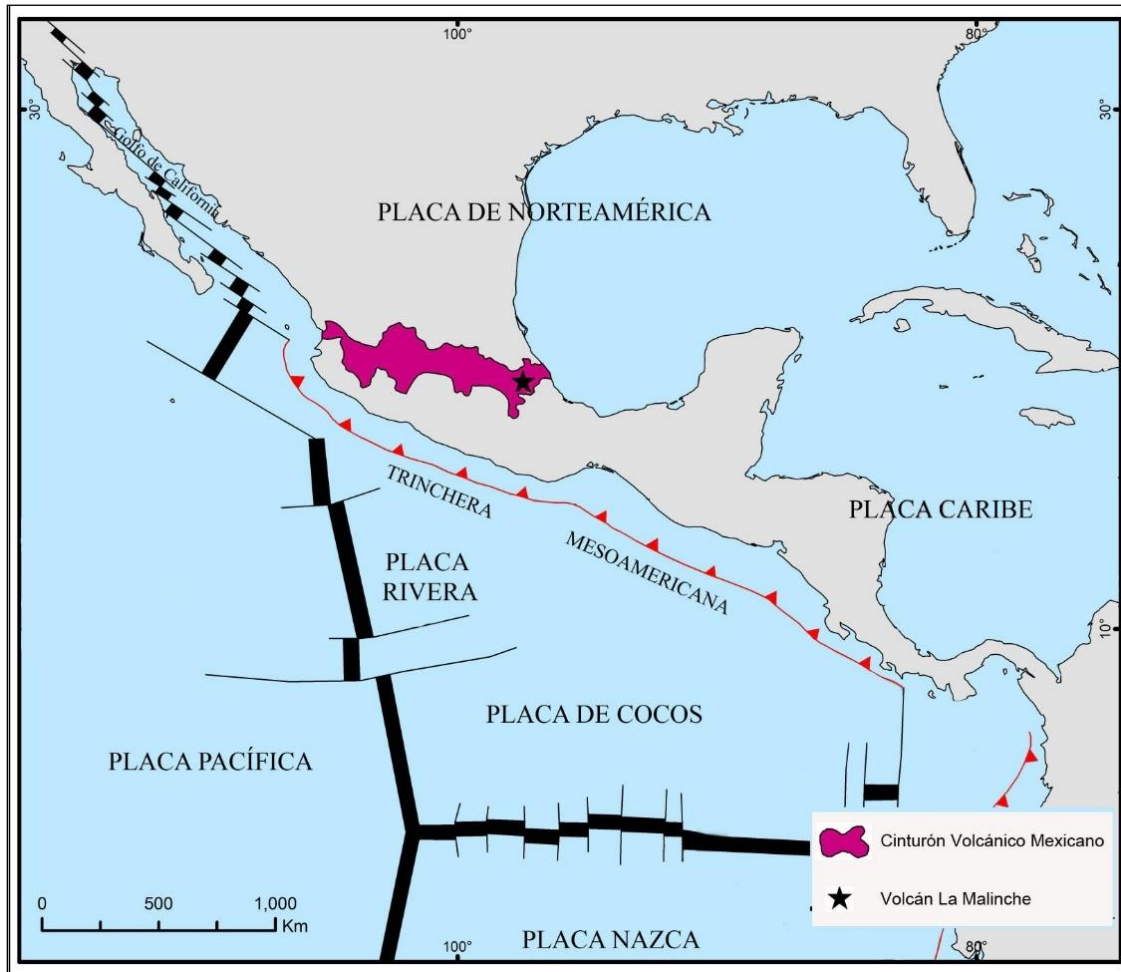 100°
80°
30°
30°
Golfo de California
PLACA DE NORTEAMÉRICA
PLACA CARIBE
TRINCHERA
MESOAMERICANA
PLACA
RIVERA
10°
PLACA DE COCOS
PLACA PACÍFICA
Cinturón Volcánico Mexicano
Volcán La Malinche
0 500 1,000
Km
PLACA NAZCA
100°
80°